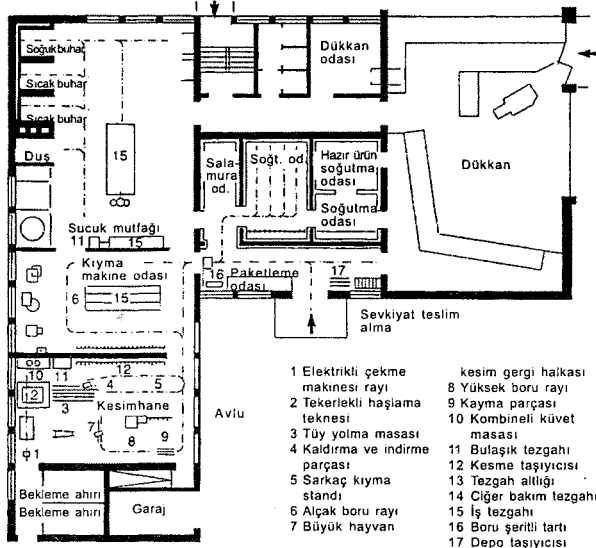 Soğuk buhar
Sıcak buhar
Sıcak buhar
Duş
15
Sucuk mutfağı
11
15
Kıyma
makine odası
6
15
10
11
12
2
3
4
5
Kesimhane
7
8
9
1
Bekleme ahırı
Bekleme ahırı
Garaj
Dükkan
odası
Sala-
mura
od.
Soğt. od.
Hazır ürün
soğutma
odası
Soğutma
odası
Dükkan
16
Paketleme
odası
17
Sevkiyat teslim
alma
Avlu
1 Elektrikli çekme
makinesi rayı
2 Tekerlekli haşlama
teknesi
3 Tüy yolma masası
4 Kaldırma ve indirme
parçası
5 Sarkaç kıyma
standı
6 Alçak boru rayı
7 Büyük hayvan
kesim gergi halkası
8 Yüksek boru rayı
9 Kayma parçası
10 Kombineli küvet
masası
11 Bulaşık tezgahı
12 Kesme taşıyıcısı
13 Tezgah altlığı
14 Ciğer bakım tezgahı
15 İş tezgahı
16 Boru şeritli tartı
17 Depo taşıyıcısı